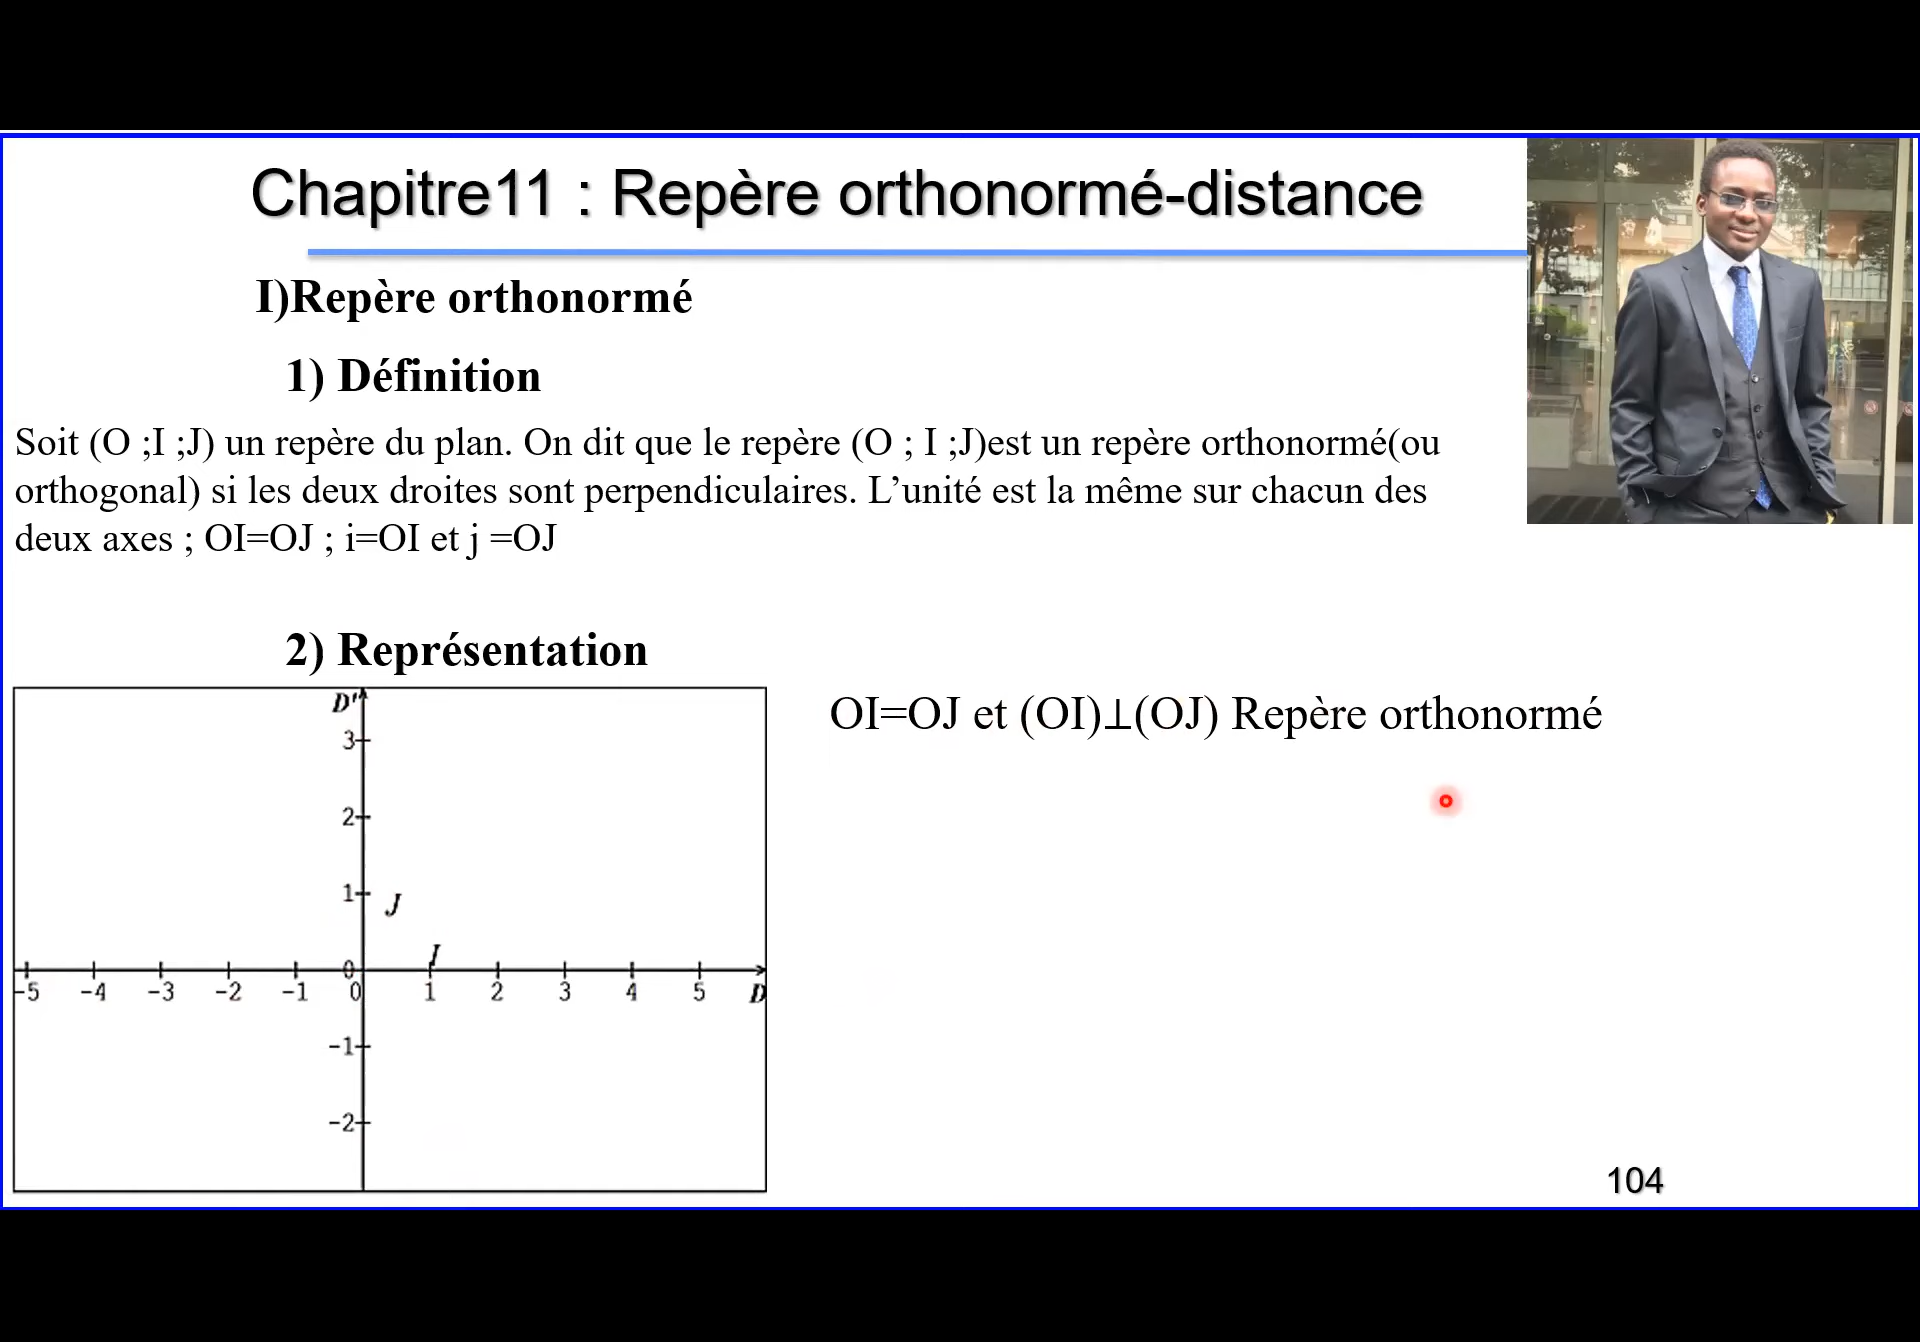 Chapitre11 : Repère orthonormé-distance
I)Repère orthonormé
1) Définition
Soit (O ;I ;J) un repère du plan. On dit que le repère (O ; I ;J)est un repère orthonormé(ou
orthogonal) si les deux droites sont perpendiculaires. L’unité est la même sur chacun des
deux axes ; OI=OJ ; i=OI et j =OJ
2) Représentation
OI=OJ et (OI)⊥(OJ) Repère orthonormé
D'
3
2
1
J
I
0
-5 -4 -3 -2 -1 0 1 2 3 4 5 D
-1
-2
104